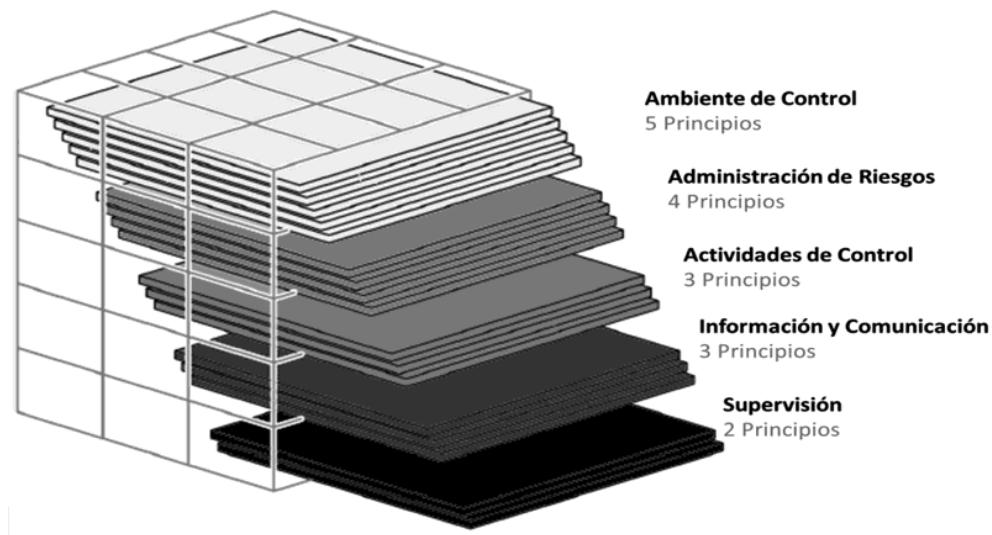 Ambiente de Control
5 Principios
Administración de Riesgos
4 Principios
Actividades de Control
3 Principios
Información y Comunicación
3 Principios
Supervisión
2 Principios